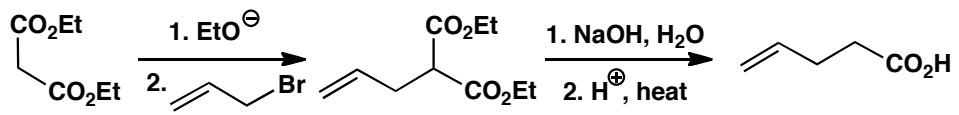 CO₂Et
CO₂Et
1. EtO⊖
2.
Br
CO₂Et
CO₂Et
1. NaOH, H₂O
2. H⊕, heat
CO₂H